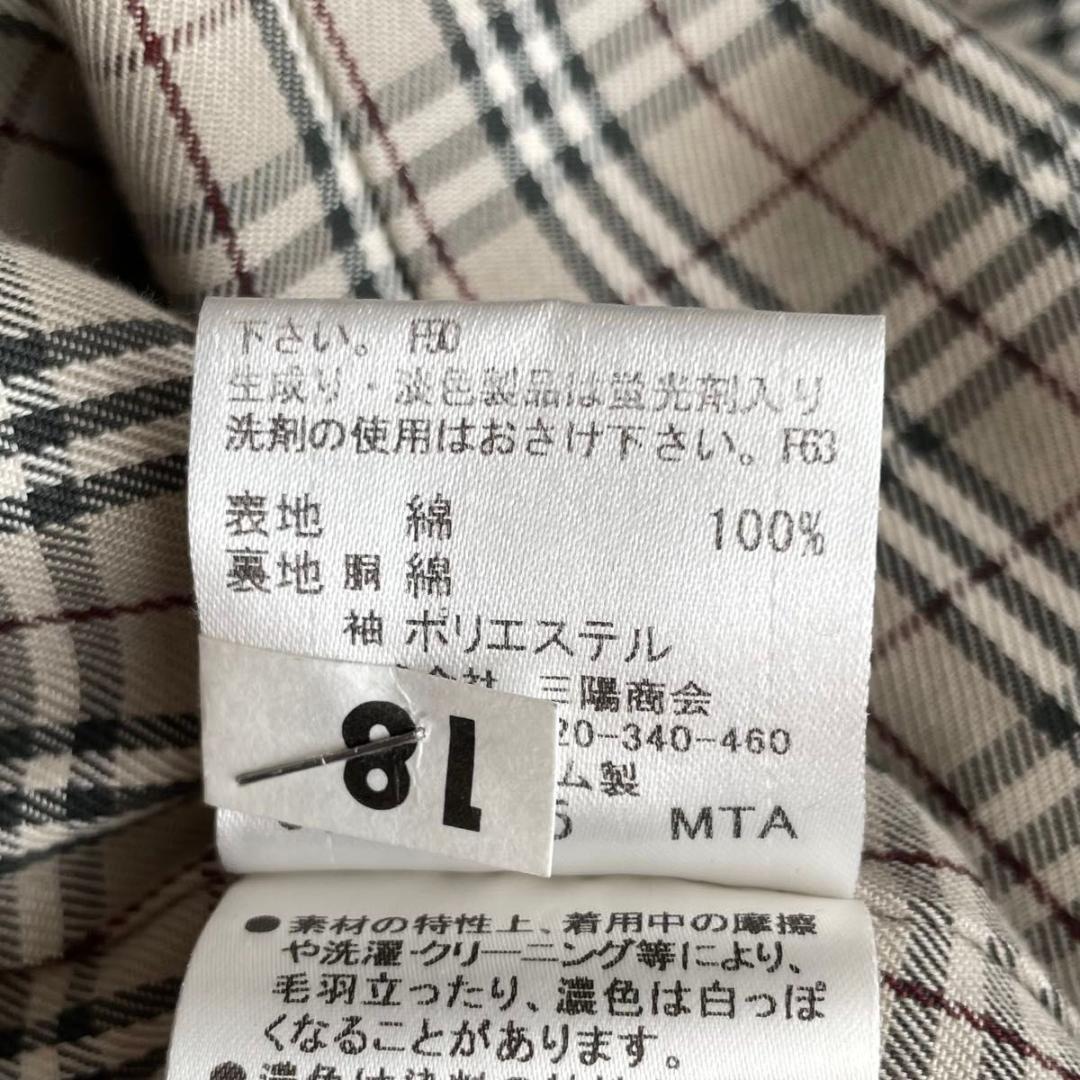 下さい。 F50
生成り・淡色製品は蛍光剤入り
洗剤の使用はおさけ下さい。F63
表地 綿 100%
裏地 胴 綿
袖 ポリエステル
三陽商会
20-340-460
ム製
MTA
18
●素材の特性上、着用中の摩擦
や洗濯・クリーニング等により、
毛羽立ったり、濃色は白っぽ
くなることがあります。